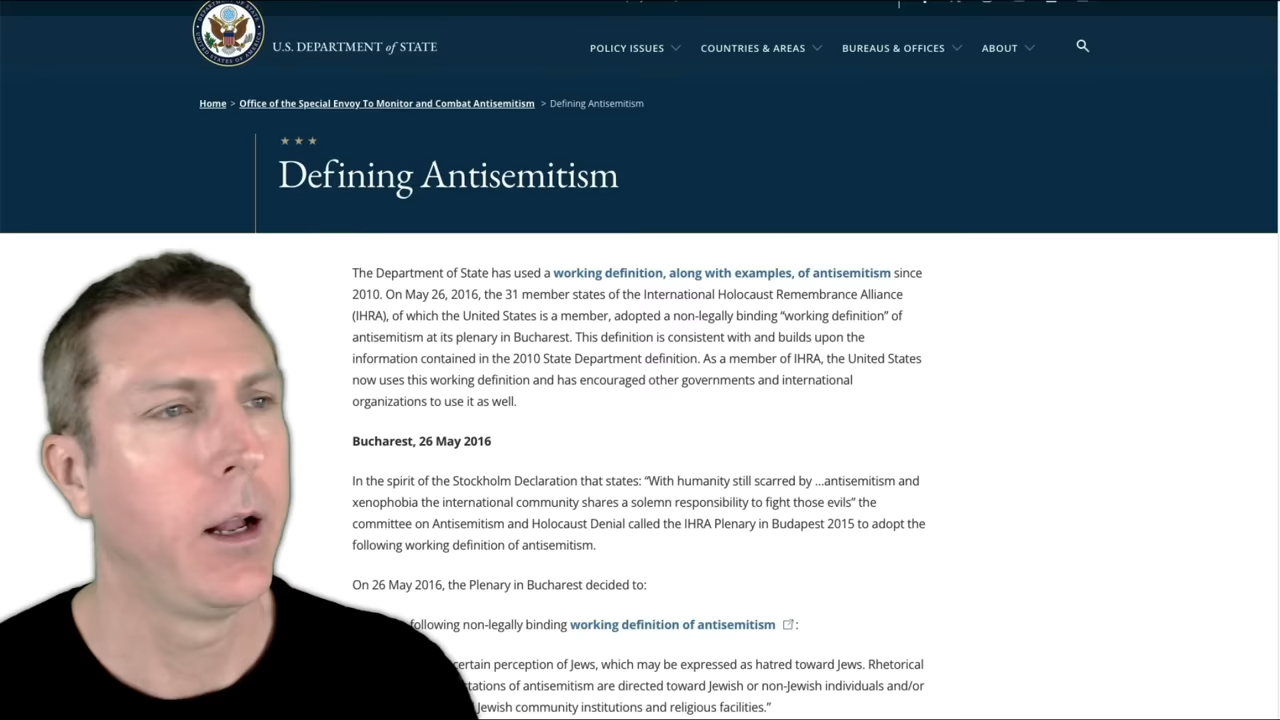 U.S. DEPARTMENT of STATE
POLICY ISSUES
COUNTRIES & AREAS
BUREAUS & OFFICES
ABOUT
Home > Office of the Special Envoy To Monitor and Combat Antisemitism > Defining Antisemitism
Defining Antisemitism
The Department of State has used a working definition, along with examples, of antisemitism since
2010. On May 26, 2016, the 31 member states of the International Holocaust Remembrance Alliance
(IHRA), of which the United States is a member, adopted a non-legally binding “working definition” of
antisemitism at its plenary in Bucharest. This definition is consistent with and builds upon the
information contained in the 2010 State Department definition. As a member of IHRA, the United States
now uses this working definition and has encouraged other governments and international
organizations to use it as well.
Bucharest, 26 May 2016
In the spirit of the Stockholm Declaration that states: “With humanity still scarred by ...antisemitism and
xenophobia the international community shares a solemn responsibility to fight those evils” the
committee on Antisemitism and Holocaust Denial called the IHRA Plenary in Budapest 2015 to adopt the
following working definition of antisemitism.
On 26 May 2016, the Plenary in Bucharest decided to:
following non-legally binding working definition of antisemitism :
certain perception of Jews, which may be expressed as hatred toward Jews. Rhetorical
of antisemitism are directed toward Jewish or non-Jewish individuals and/or
Jewish community institutions and religious facilities.”